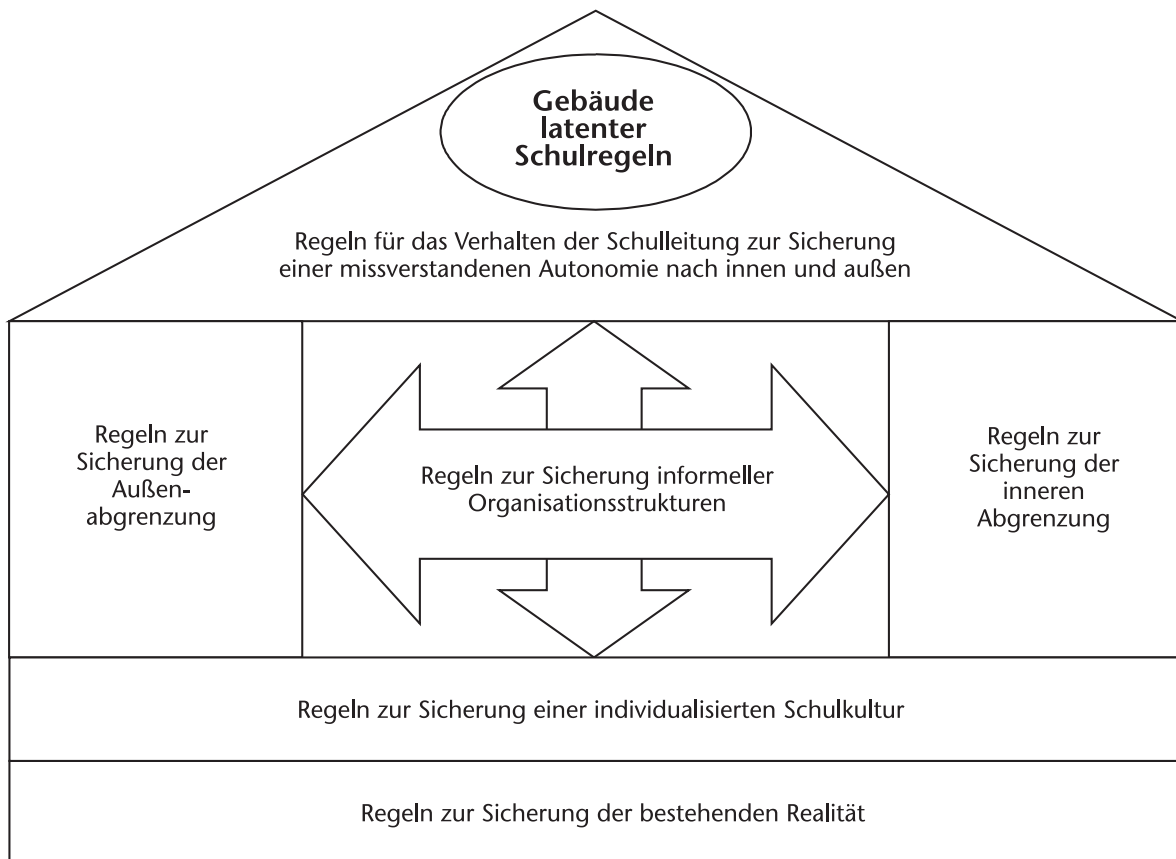 Gebäude
latenter
Schulregeln
Regeln für das Verhalten der Schulleitung zur Sicherung
einer missverstandenen Autonomie nach innen und außen
Regeln zur
Sicherung der
Außen-
abgrenzung
Regeln zur Sicherung informeller
Organisationsstrukturen
Regeln zur
Sicherung der
inneren
Abgrenzung
Regeln zur Sicherung einer individualisierten Schulkultur
Regeln zur Sicherung der bestehenden Realität